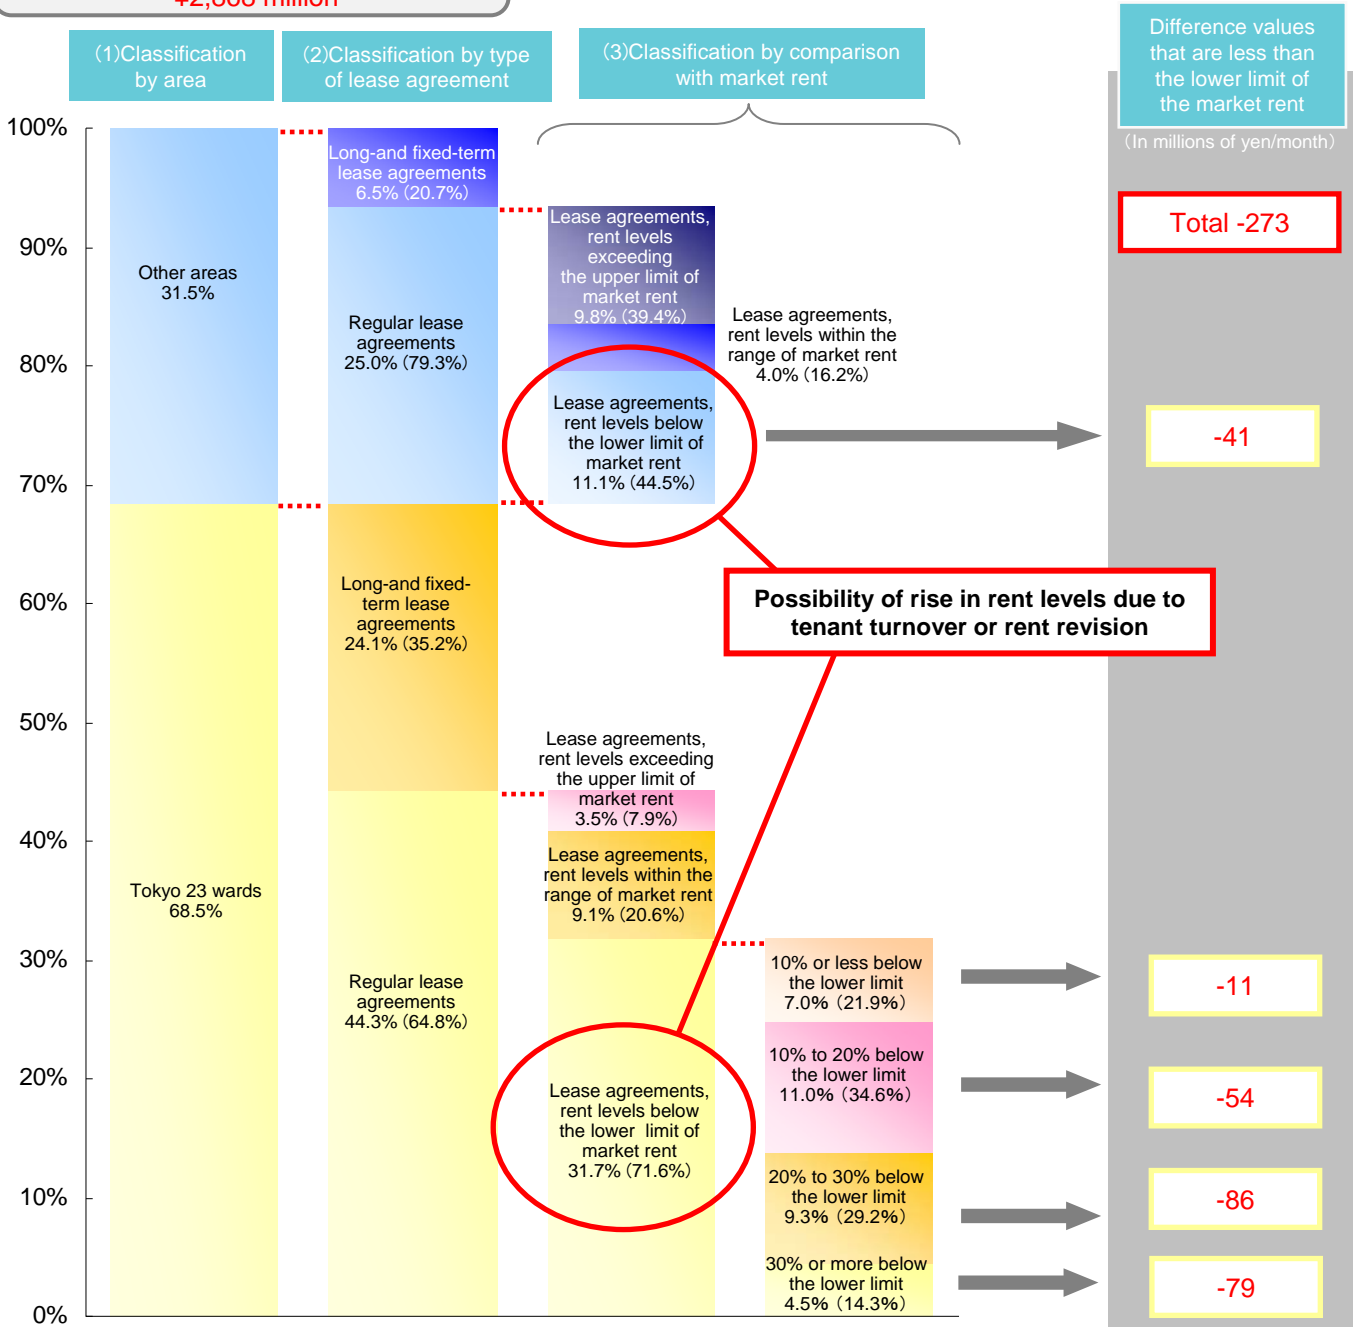 (1)Classification
by area
(2)Classification by type
of lease agreement
(3)Classification by comparison
with market rent
Difference values
that are less than
the lower limit of
the market rent
(In millions of yen/month)
Total -273
100%
90%
80%
70%
60%
50%
40%
30%
20%
10%
0%
Other areas
31.5%
Tokyo 23 wards
68.5%
Long-and fixed-term
lease agreements
6.5% (20.7%)
Regular lease
agreements
25.0% (79.3%)
Long-and fixed-
term lease
agreements
24.1% (35.2%)
Regular lease
agreements
44.3% (64.8%)
Lease agreements,
rent levels
exceeding
the upper limit of
market rent
9.8% (39.4%)
Lease agreements,
rent levels within the
range of market rent
4.0% (16.2%)
Lease agreements,
rent levels below
the lower limit of
market rent
11.1% (44.5%)
-41
Possibility of rise in rent levels due to
tenant turnover or rent revision
Lease agreements,
rent levels exceeding
the upper limit of
market rent
3.5% (7.9%)
Lease agreements,
rent levels within the
range of market rent
9.1% (20.6%)
Lease agreements,
rent levels below
the lower limit of
market rent
31.7% (71.6%)
10% or less below
the lower limit
7.0% (21.9%)
-11
10% to 20% below
the lower limit
11.0% (34.6%)
-54
20% to 30% below
the lower limit
9.3% (29.2%)
-86
30% or more below
the lower limit
4.5% (14.3%)
-79